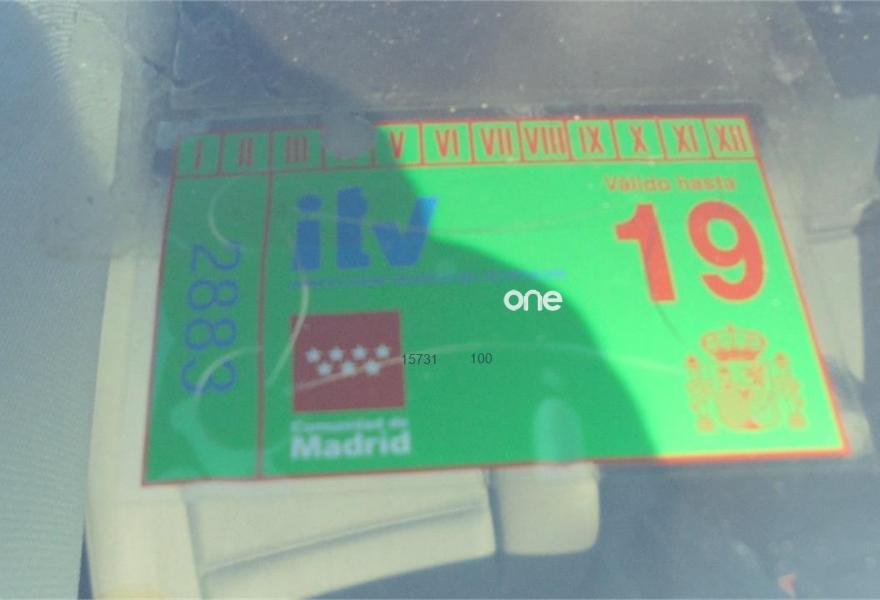 I II III V VI VII VIII IX X XI XII
Válido hasta
19
itv
2883
one
15731 100
Comunidad de
Madrid